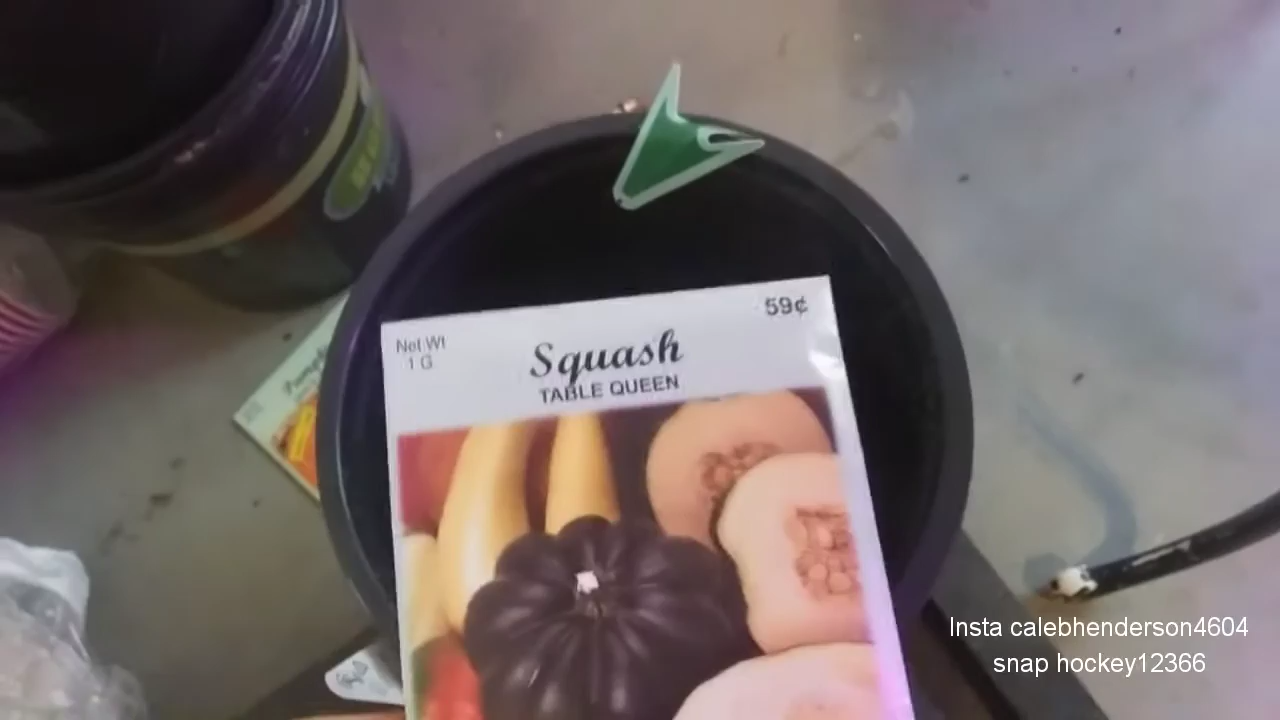 Net Wt
1 G
59¢
Squash
TABLE QUEEN
Insta calebhenderson4604
snap hockey12366